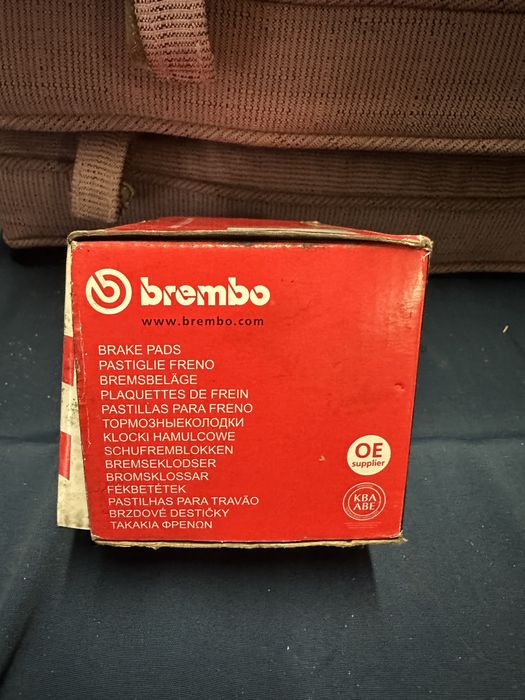 brembo
www.brembo.com
BRAKE PADS
PASTIGLIE FRENO
BREMSBELÄGE
PLAQUETTES DE FREIN
PASTILLAS PARA FRENO
ТОРМОЗНЫЕКОЛОДКИ
KLOCKI HAMULCOWE
SCHUFREMBLOKKEN
BREMSEKLODSER
BROMSKLOSSAR
FÉKBETÉTEK
PASTILHAS PARA TRAVÃO
BRZDOVÉ DESTIČKY
ΤΑΚΑΚΙΑ ΦΡΕΝΩΝ
OE
supplier
KBA
ABE